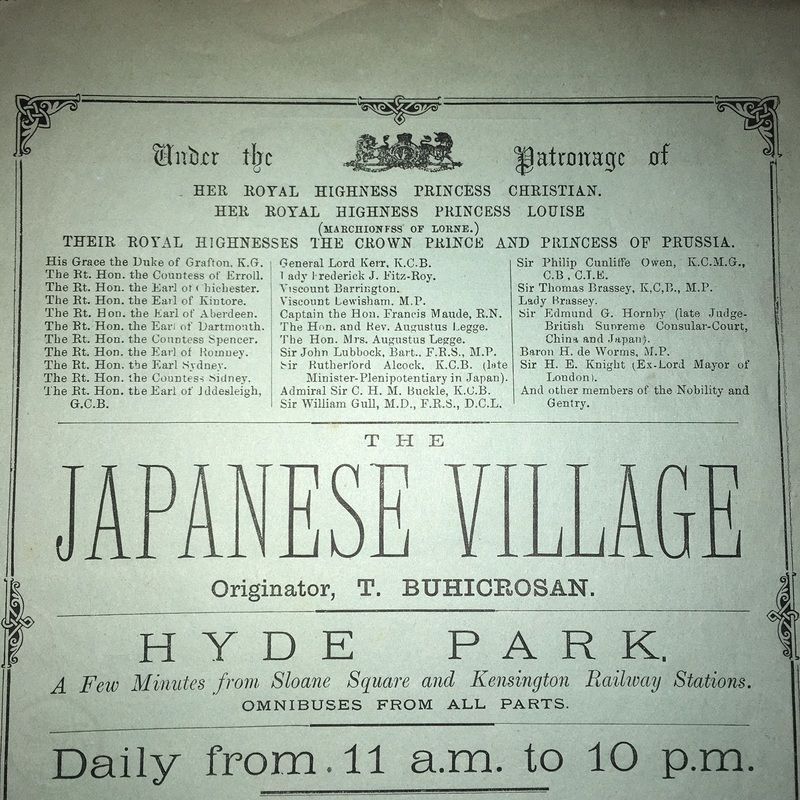 Under the Patronage of
HER ROYAL HIGHNESS PRINCESS CHRISTIAN.
HER ROYAL HIGHNESS PRINCESS LOUISE
(MARCHIONESS OF LORNE.)
THEIR ROYAL HIGHNESSES THE CROWN PRINCE AND PRINCESS OF PRUSSIA.
His Grace the Duke of Grafton, K.G.
The Rt. Hon. the Countess of Erroll.
The Rt. Hon. the Earl of Chichester.
The Rt. Hon. the Earl of Kintore.
The Rt. Hon. the Earl of Aberdeen.
The Rt. Hon. the Earl of Dartmouth.
The Rt. Hon. the Countess Spencer.
The Rt. Hon. the Earl of Romney.
The Rt. Hon. the Earl Sydney.
The Rt. Hon. the Countess Sidney.
The Rt. Hon. the Earl of Iddesleigh,
G.C.B.
General Lord Kerr, K.C.B.
Lady Frederick J. Fitz-Roy.
Viscount Barrington.
Viscount Lewisham, M.P.
Captain the Hon. Francis Maude, R.N.
The Hon. and Rev. Augustus Legge.
The Hon. Mrs. Augustus Legge.
Sir John Lubbock, Bart., F.R.S., M.P.
Sir Rutherford Alcock, K.C.B. (late
Minister-Plenipotentiary in Japan).
Admiral Sir C. H. M. Buckle, K.C.B.
Sir William Gull, M.D., F.R.S., D.C.L.
Sir Philip Cunliffe Owen, K.C.M.G.,
C.B., C.I.E.
Sir Thomas Brassey, K.C.B., M.P.
Lady Brassey.
Sir Edmund G. Hornby (late Judge-
British Supreme Consular-Court,
China and Japan).
Baron H. de Worms, M.P.
Sir H. E. Knight (Ex-Lord Mayor of
London).
And other members of the Nobility and
Gentry.
THE
JAPANESE VILLAGE
Originator, T. BUHICROSAN.
HYDE PARK,
A Few Minutes from Sloane Square and Kensington Railway Stations.
OMNIBUSES FROM ALL PARTS.
Daily from 11 a.m. to 10 p.m.